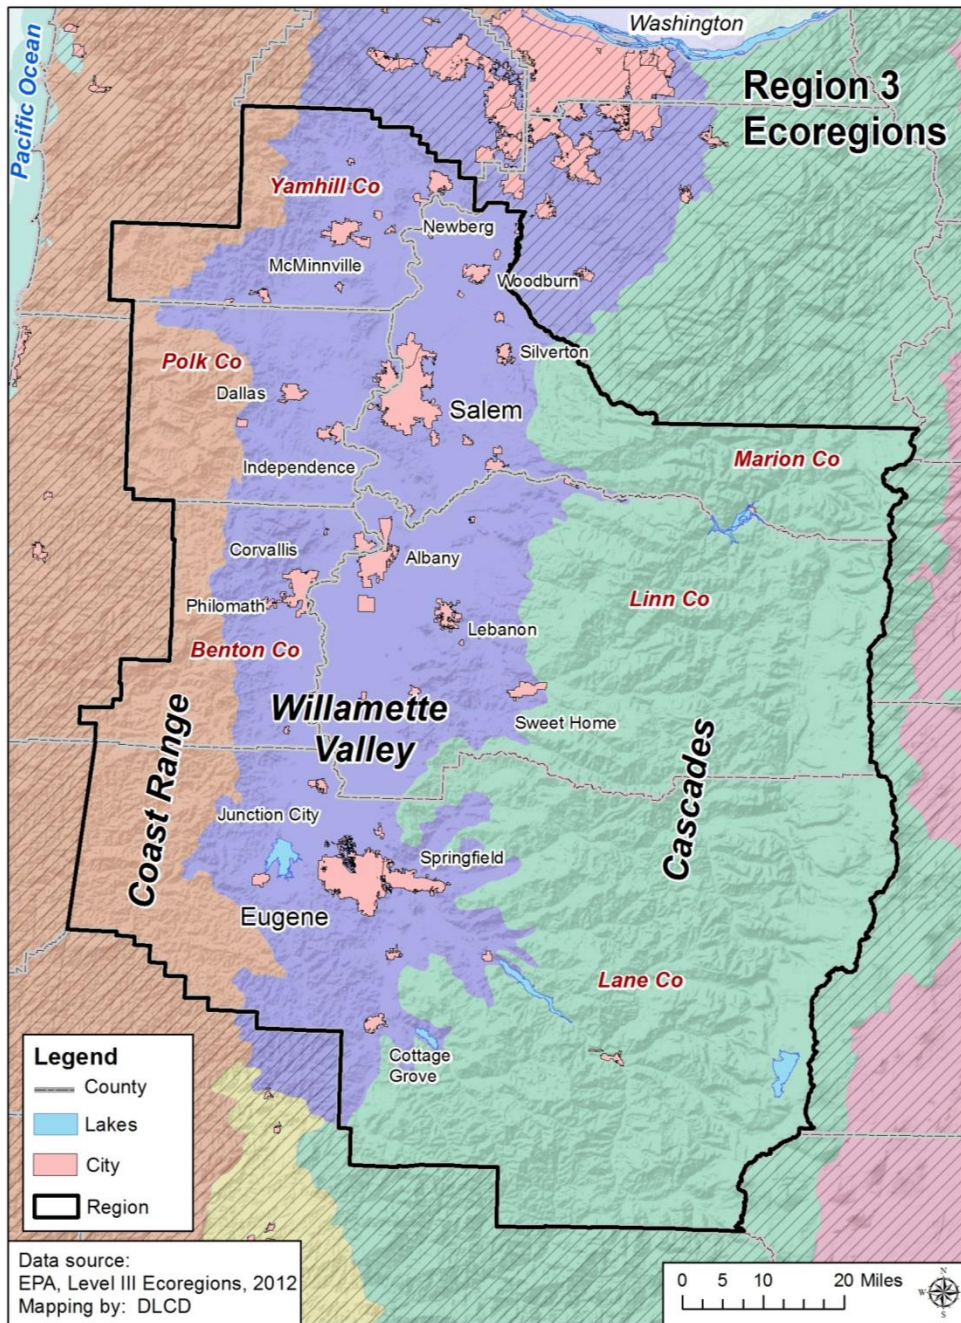 Washington
Pacific Ocean
Region 3
Ecoregions
Yamhill Co
Newberg
McMinnville
Woodburn
Silverton
Polk Co
Dallas
Salem
Independence
Marion Co
Corvallis
Albany
Linn Co
Philomath
Lebanon
Benton Co
Willamette
Valley
Sweet Home
Coast Range
Cascades
Junction City
Springfield
Eugene
Lane Co
Cottage
Grove
Legend
County
Lakes
City
Region
Data source:
EPA, Level III Ecoregions, 2012
Mapping by: DLCD
0 5 10 20 Miles
N
W E
S